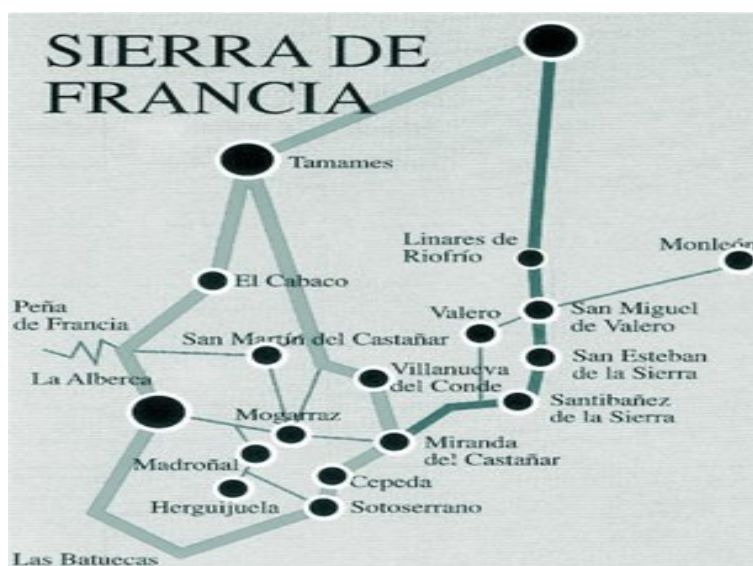 SIERRA DE
FRANCIA
Tamames
Linares de
Riofrío
Monleón
El Cabaco
Peña
de Francia
Valero
San Miguel
de Valero
San Martín del Castañar
La Alberca
Villanueva
del Conde
San Esteban
de la Sierra
Mogarraz
Santibáñez
de la Sierra
Madroñal
Miranda
del Castañar
Cepeda
Herguijuela
Sotoserrano
Las Batuecas